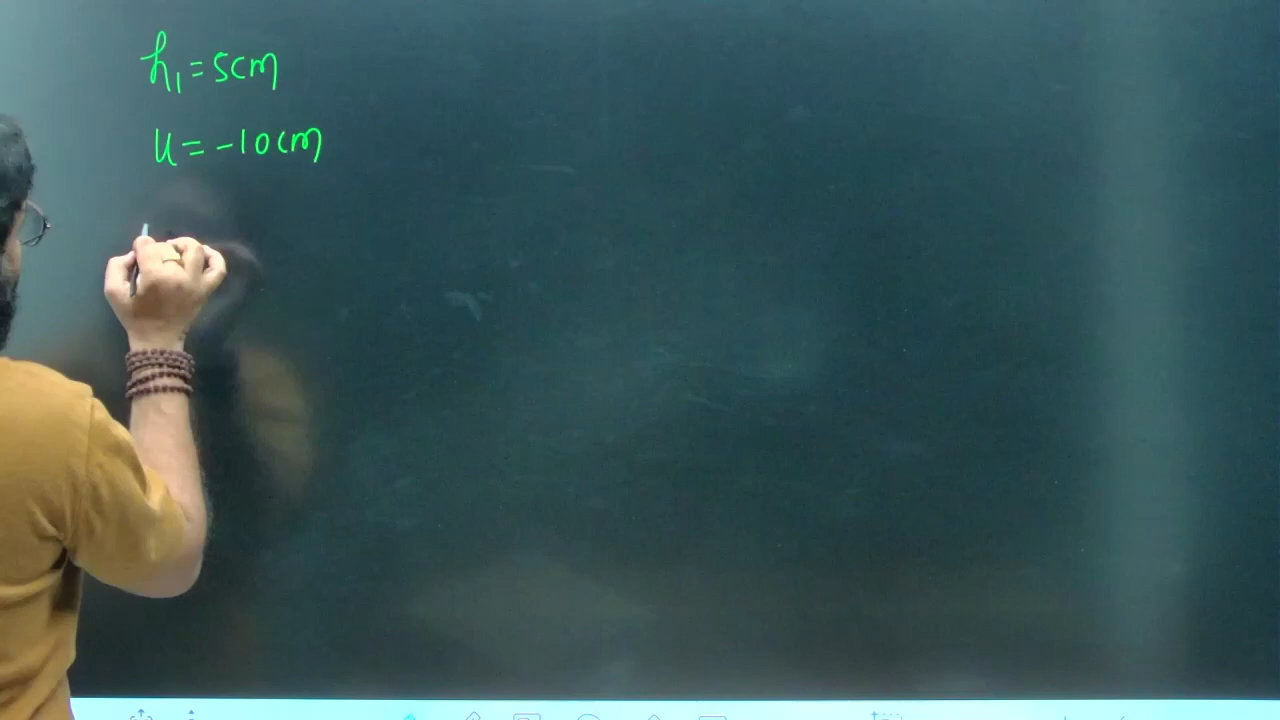 h₁ = 5cm
u = -10cm